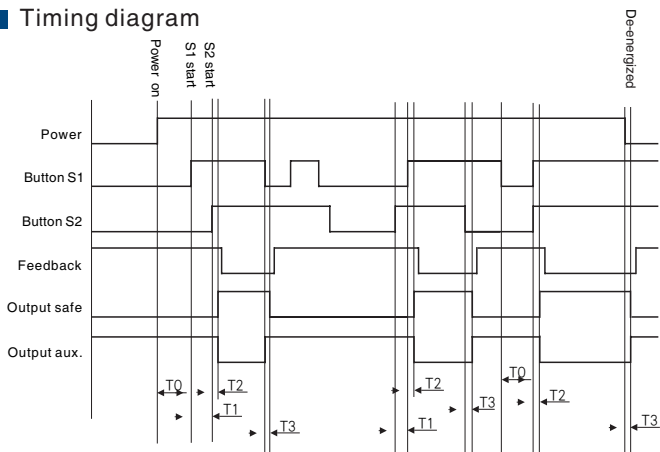 Timing diagram
Power on
S1 start
S2 start
De-energized
Power
Button S1
Button S2
Feedback
Output safe
Output aux.
T0
T2
T1
T3
T2
T1
T3
T0
T2
T3